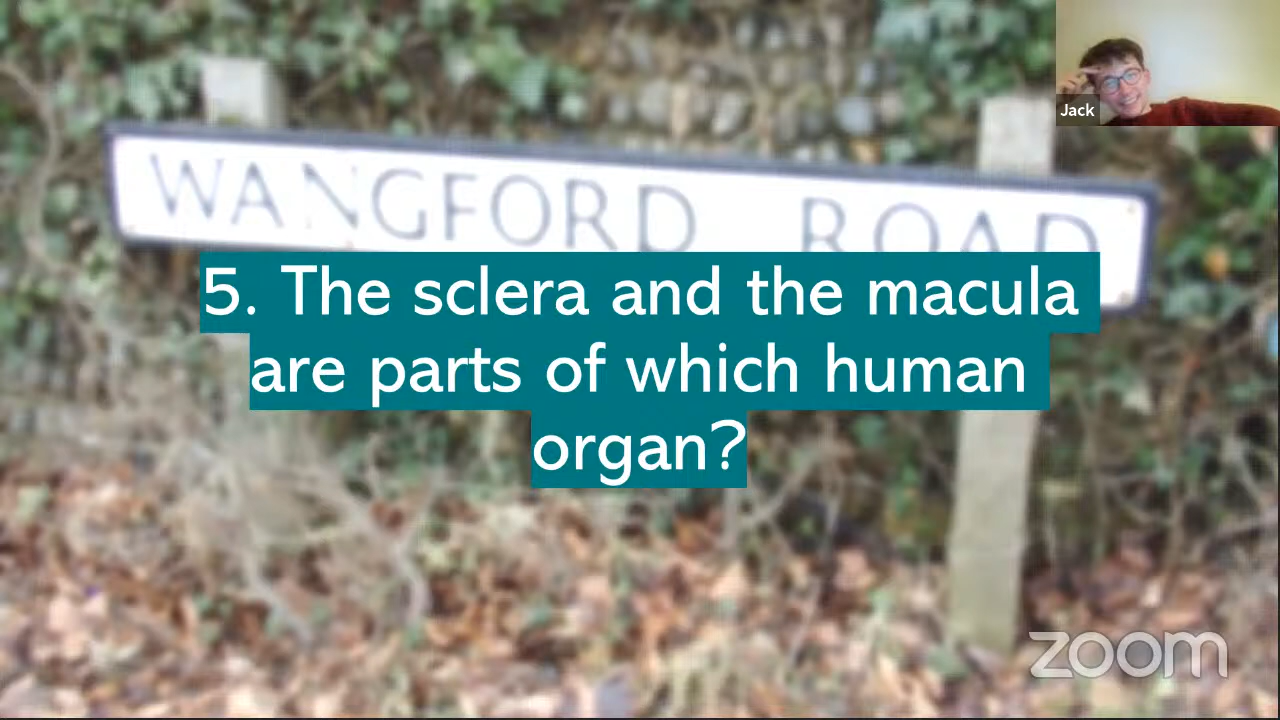 Jack
WANGFORD ROAD
5. The sclera and the macula
are parts of which human
organ?
zoom